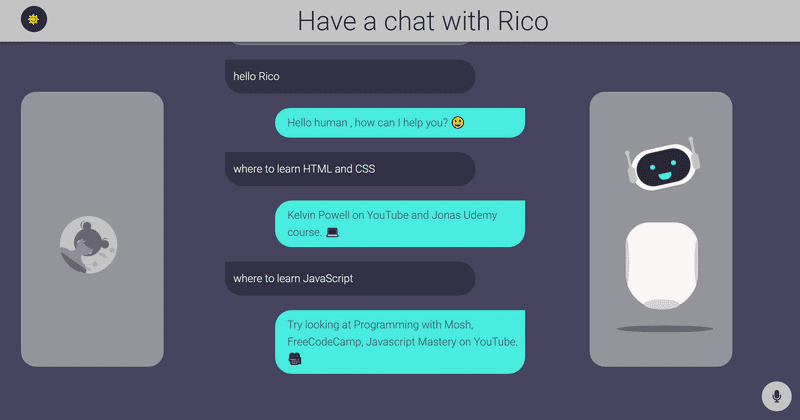 Have a chat with Rico
hello Rico
Hello human , how can I help you? 😉
where to learn HTML and CSS
Kelvin Powell on YouTube and Jonas Udemy
course. 💻
where to learn JavaScript
Try looking at Programming with Mosh,
FreeCodeCamp, Javascript Mastery on YouTube.
🎥